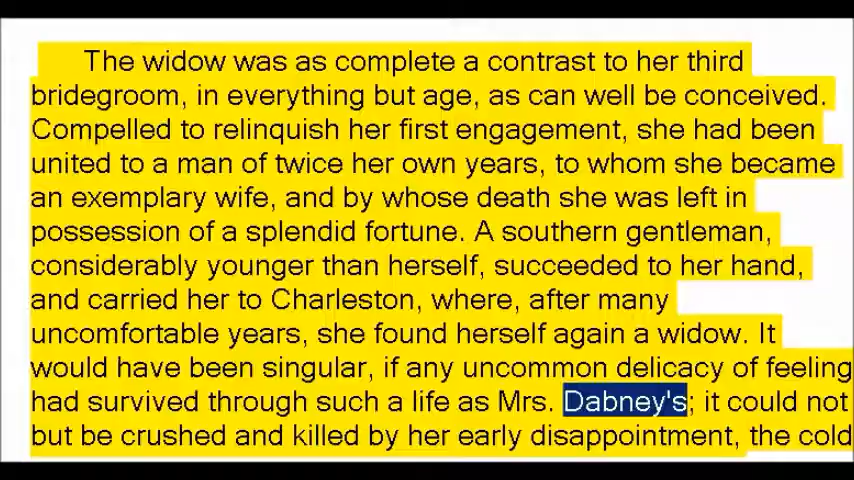 The widow was as complete a contrast to her third
bridegroom, in everything but age, as can well be conceived.
Compelled to relinquish her first engagement, she had been
united to a man of twice her own years, to whom she became
an exemplary wife, and by whose death she was left in
possession of a splendid fortune. A southern gentleman,
considerably younger than herself, succeeded to her hand,
and carried her to Charleston, where, after many
uncomfortable years, she found herself again a widow. It
would have been singular, if any uncommon delicacy of feeling
had survived through such a life as Mrs. Dabney's; it could not
but be crushed and killed by her early disappointment, the cold